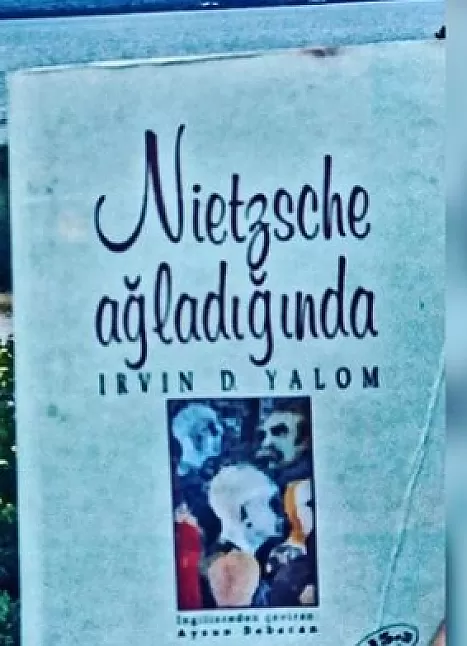 Nietzsche
ağladığında
IRVIN D. YALOM
İngilizceden çeviren:
Aysun Babacan